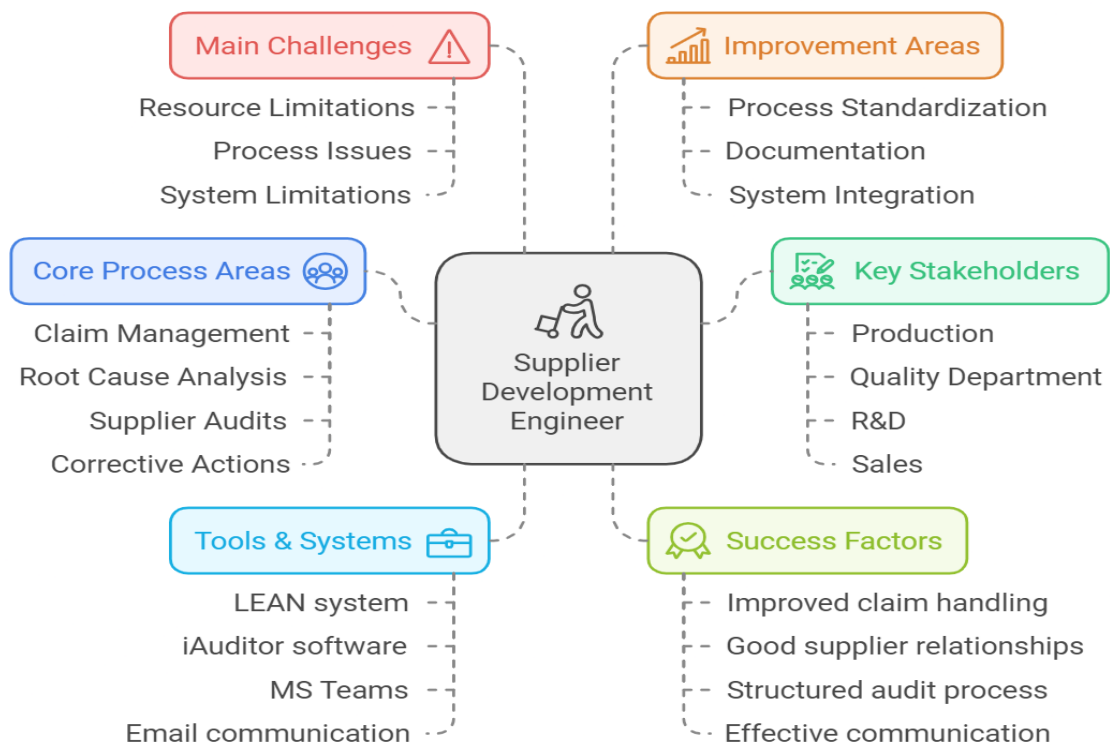 Main Challenges
Resource Limitations
Process Issues
System Limitations
Improvement Areas
Process Standardization
Documentation
System Integration
Core Process Areas
Claim Management
Root Cause Analysis
Supplier Audits
Corrective Actions
Supplier
Development
Engineer
Key Stakeholders
Production
Quality Department
R&D
Sales
Tools & Systems
LEAN system
iAuditor software
MS Teams
Email communication
Success Factors
Improved claim handling
Good supplier relationships
Structured audit process
Effective communication